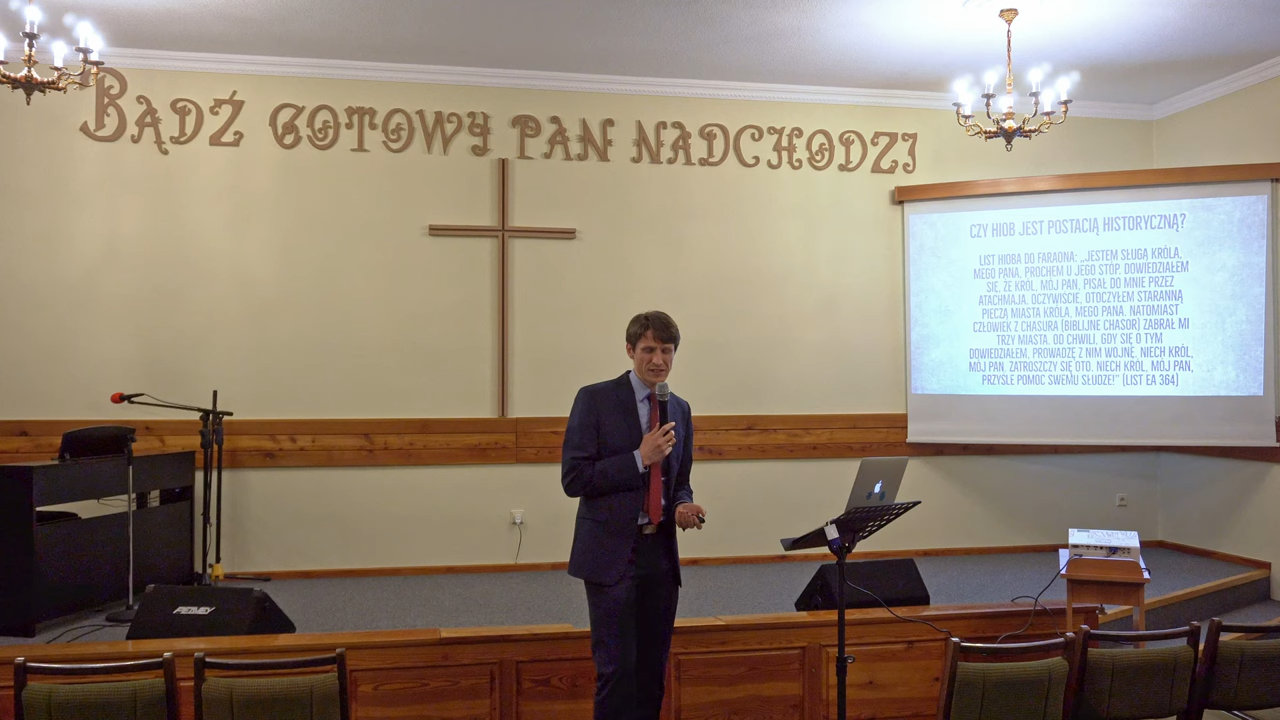 BĄDŹ GOTOWY PAN NADCHODZI
CZY HIOB JEST POSTACIĄ HISTORYCZNĄ?
LIST HIOBA DO FARAONA: „JESTEM SŁUGĄ KRÓLA,
MEGO PANA, PROCHEM U JEGO STÓP. DOWIEDZIAŁEM
SIĘ, ŻE KRÓL, MÓJ PAN, PISAŁ DO MNIE PRZEZ
ATACHMAJA. OCZYWIŚCIE, OTOCZYŁEM STARANNĄ
PIECZĄ MIASTA KRÓLA, MEGO PANA. NATOMIAST
CZŁOWIEK Z CHASURA (BIBLIJNE CHASOR) ZABRAŁ MI
TRZY MIASTA. OD CHWILI, GDY SIĘ O TYM
DOWIEDZIAŁEM, PROWADZĘ Z NIM WOJNĘ. NIECH KRÓL,
MÓJ PAN, ZATROSZCZY SIĘ OTO. NIECH KRÓL, MÓJ PAN,
PRZYŚLE POMOC SWEMU SŁUDZE!" (LIST EA 364)